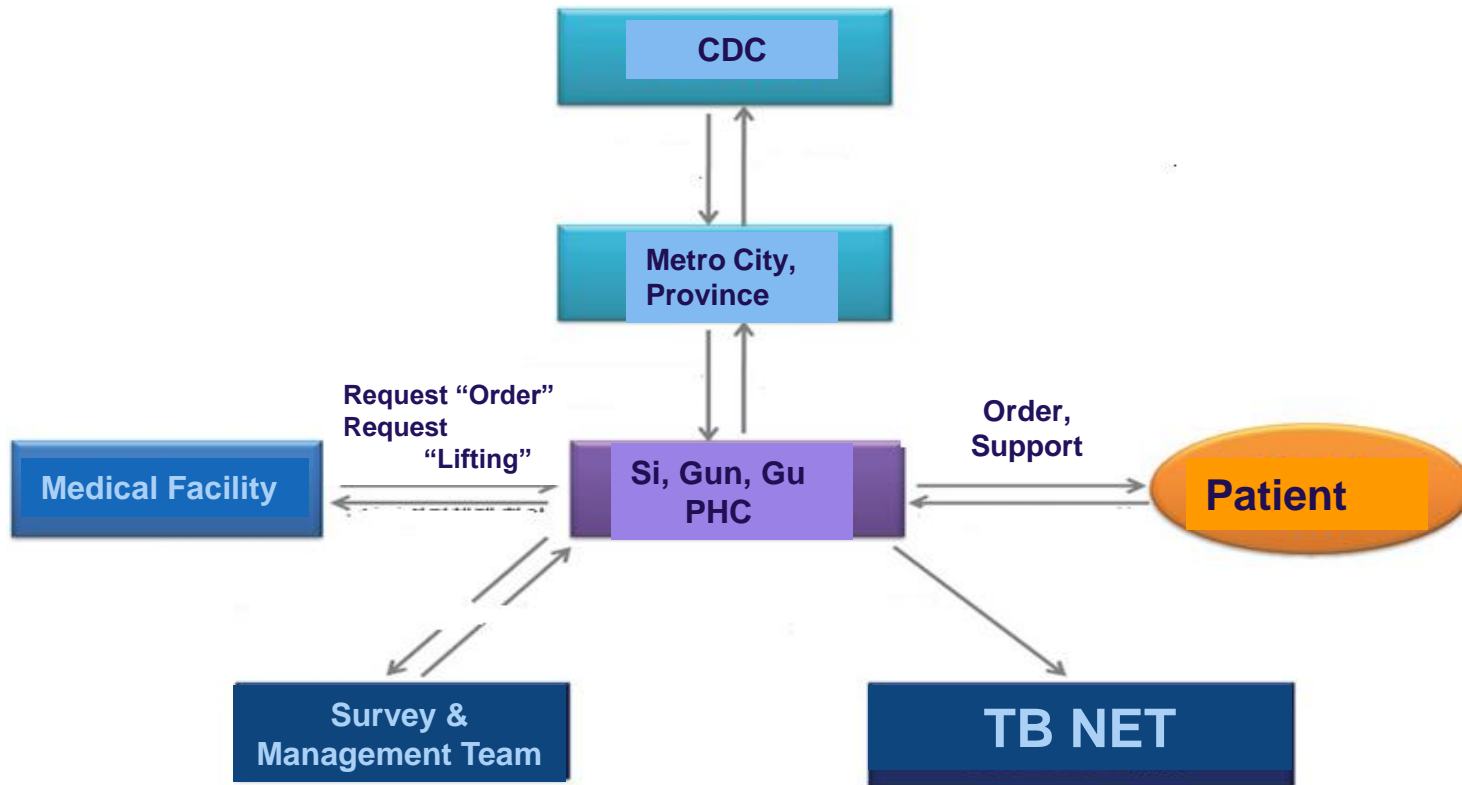 CDC
Metro City,
Province
Request “Order”
Request
“Lifting”
Order,
Support
Medical Facility
Si, Gun, Gu
PHC
Patient
Survey &
Management Team
TB NET